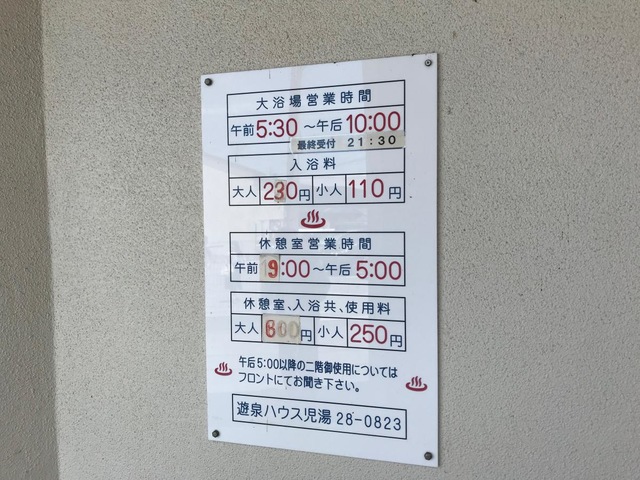 大浴場営業時間
午前5:30～午后10:00
最終受付 21:30
入浴料
大人 230円 小人 110円
休憩室営業時間
午前9:00～午后5:00
休憩室、入浴共、使用料
大人 600円 小人 250円
午后5:00以降の二階御使用については
フロントにてお聞き下さい。
遊泉ハウス児湯 28-0823